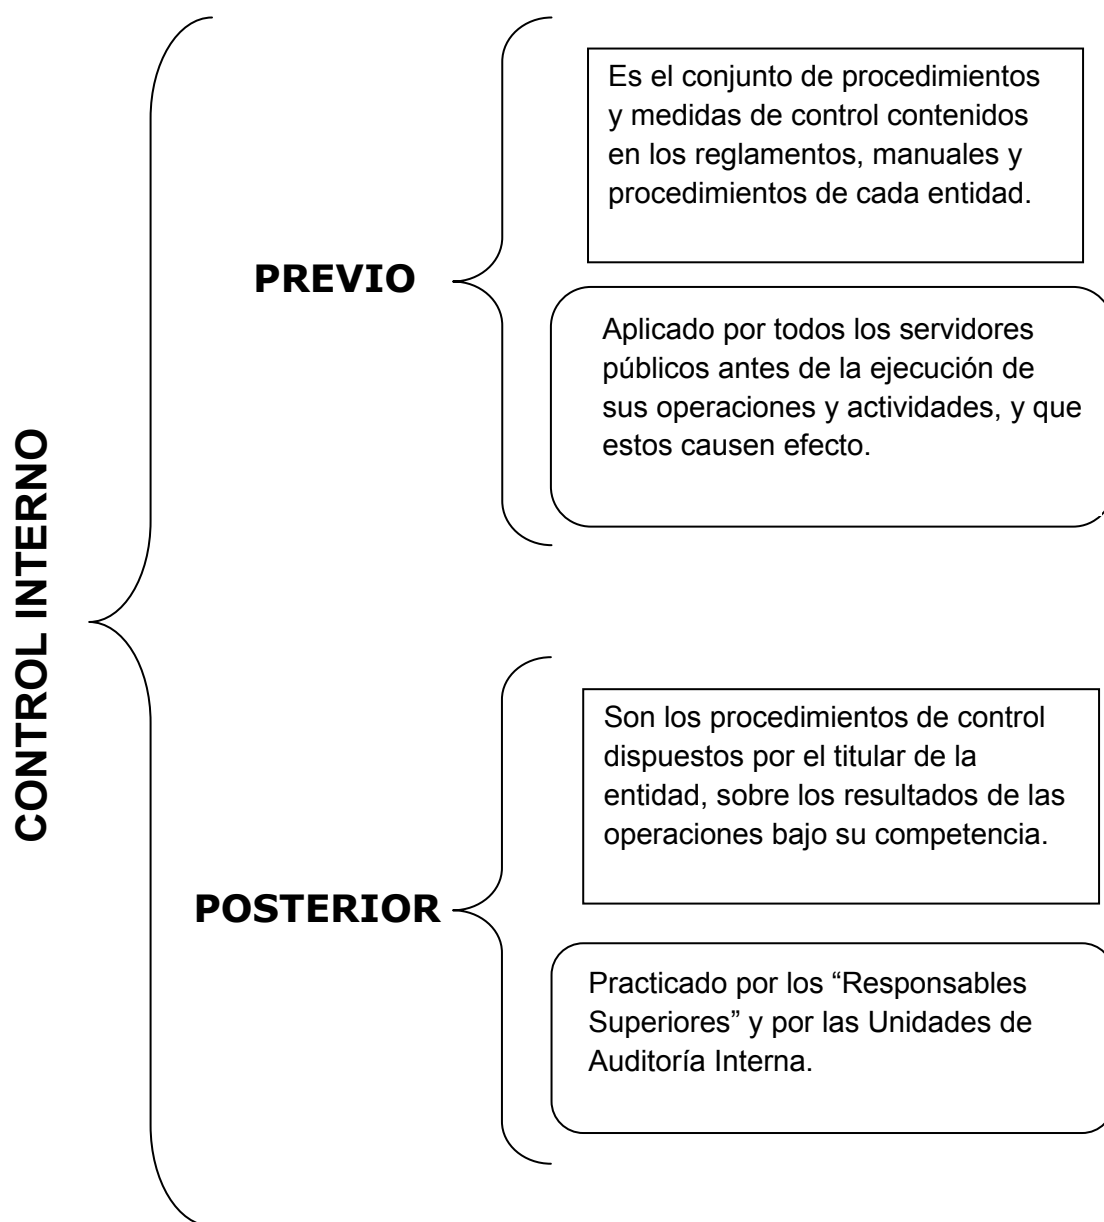 CONTROL INTERNO
PREVIO
Es el conjunto de procedimientos
y medidas de control contenidos
en los reglamentos, manuales y
procedimientos de cada entidad.
Aplicado por todos los servidores
públicos antes de la ejecución de
sus operaciones y actividades, y que
estos causen efecto.
POSTERIOR
Son los procedimientos de control
dispuestos por el titular de la
entidad, sobre los resultados de las
operaciones bajo su competencia.
Practicado por los “Responsables
Superiores” y por las Unidades de
Auditoría Interna.